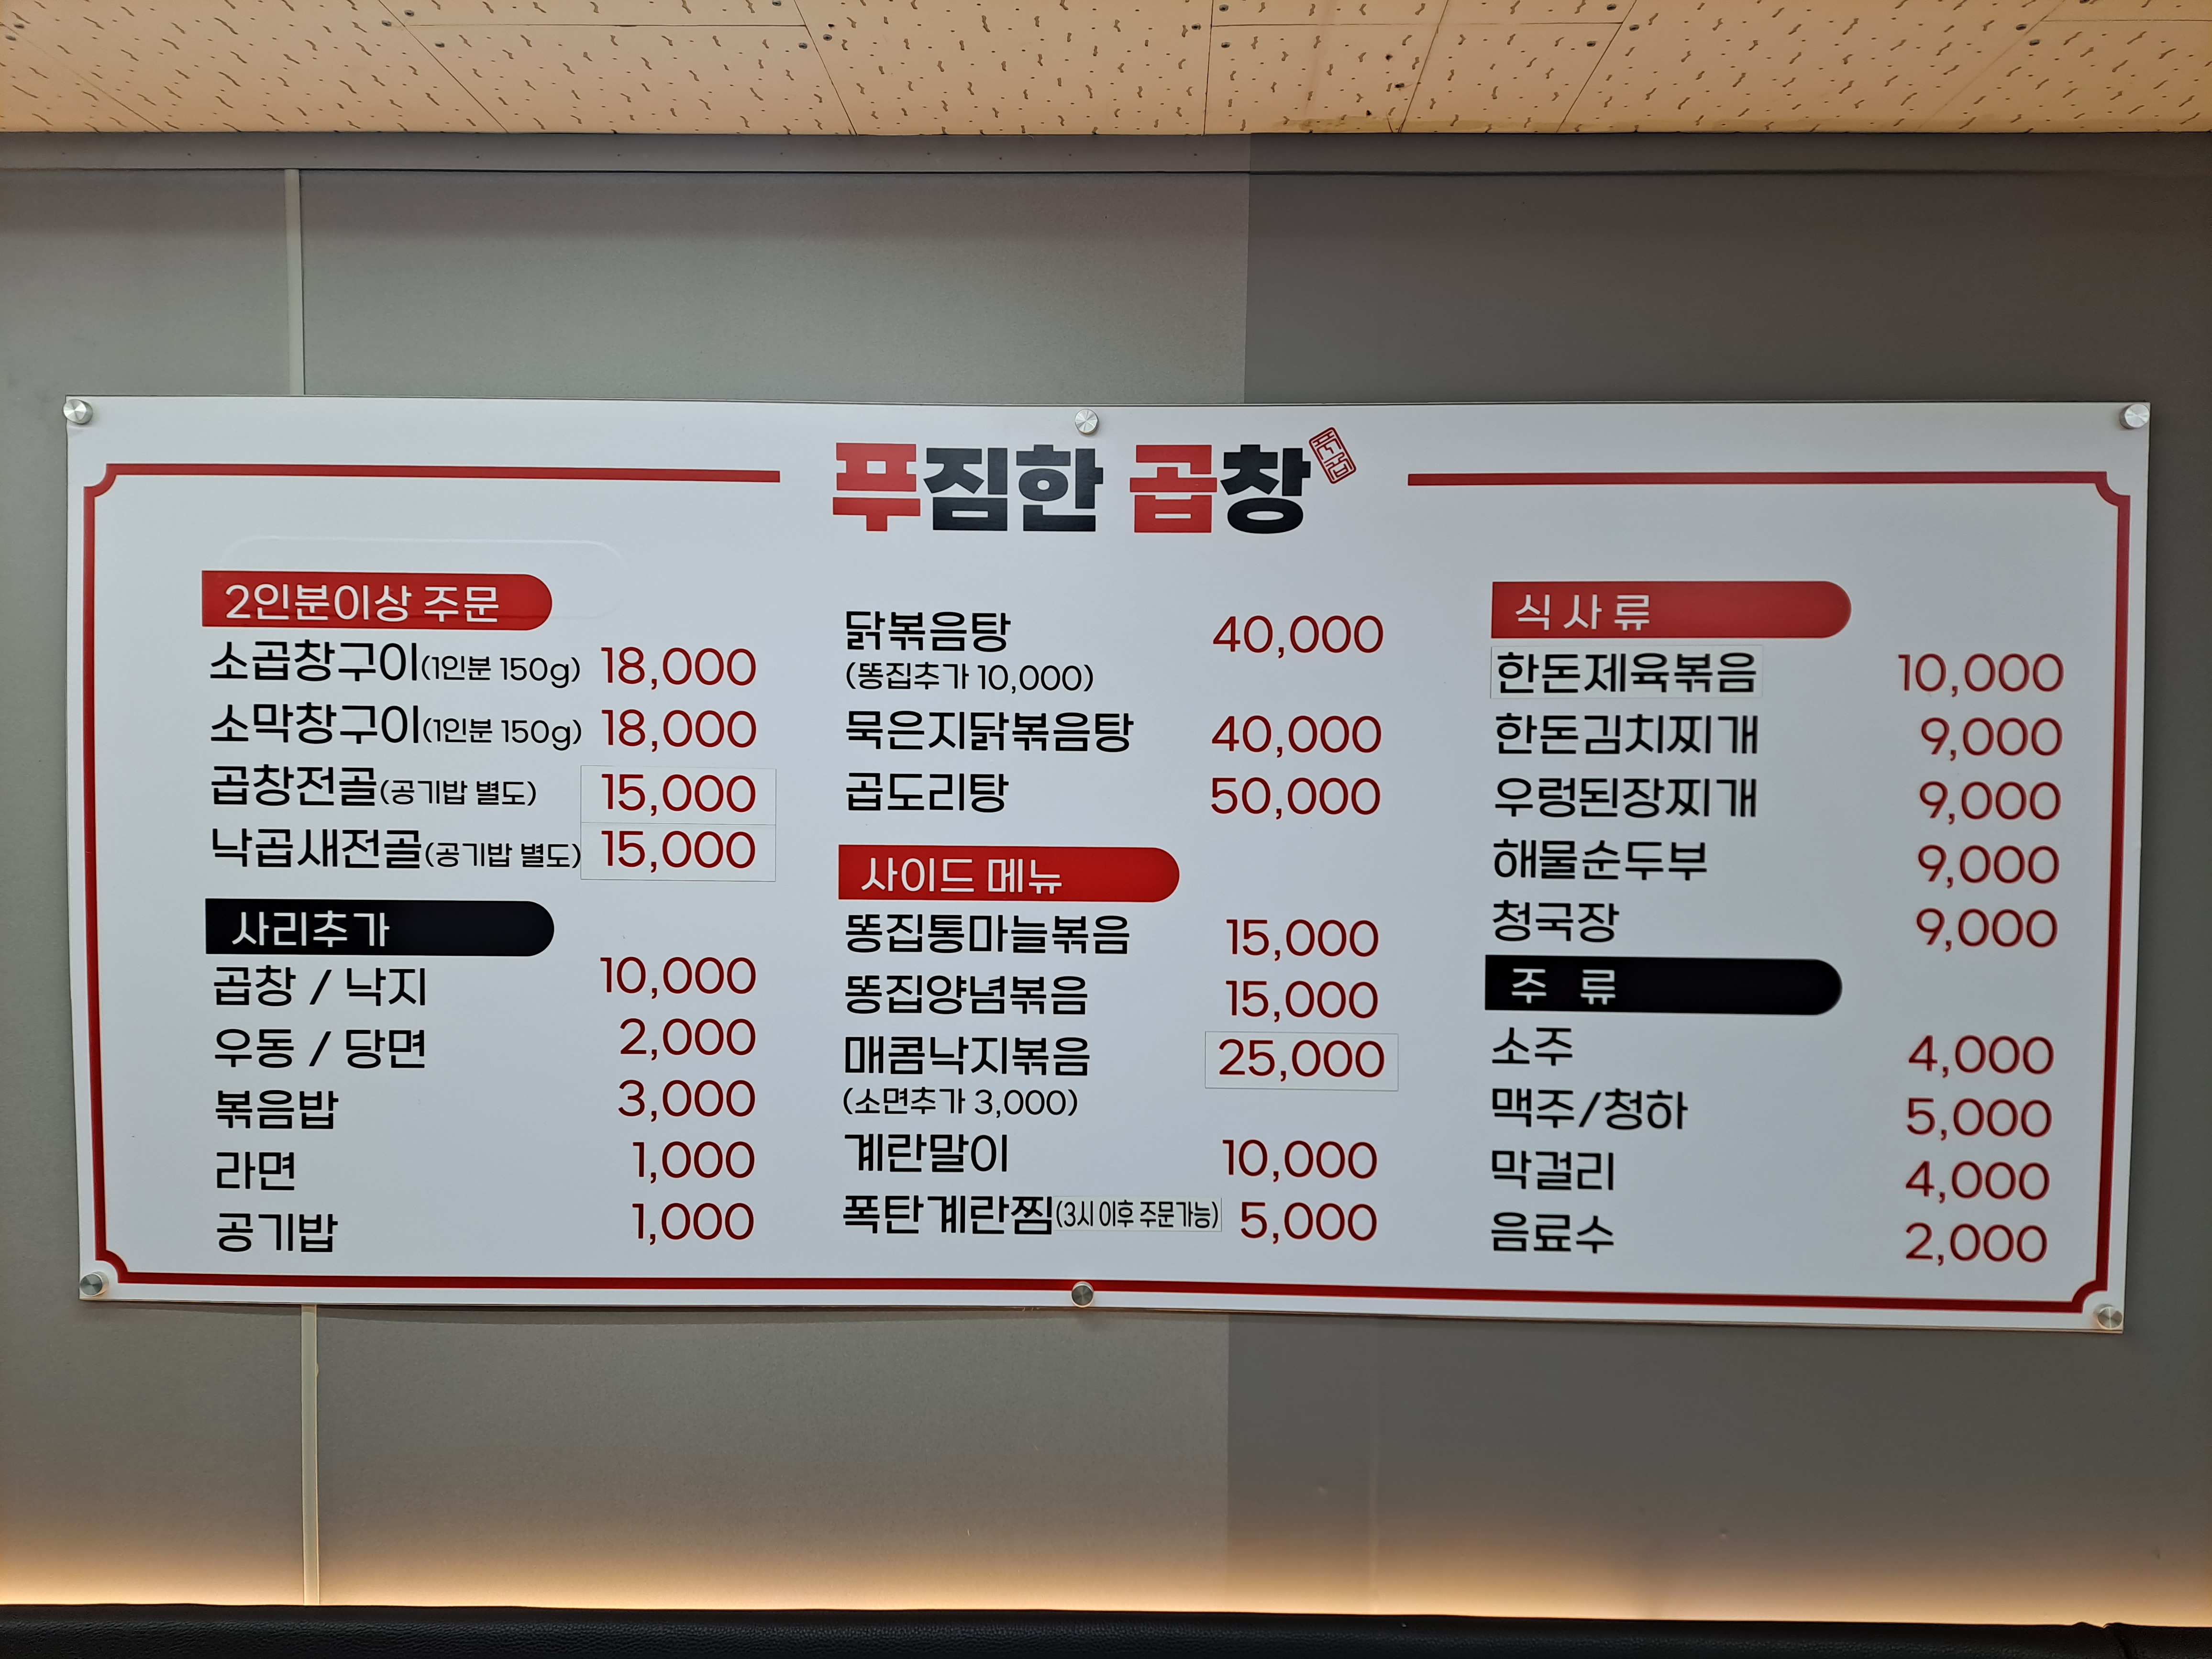 푸짐한 곱창
2인분이상 주문
소곱창구이(1인분 150g) 18,000
소막창구이(1인분 150g) 18,000
곱창전골(공기밥 별도) 15,000
낙곱새전골(공기밥 별도) 15,000
사리추가
곱창 / 낙지 10,000
우동 / 당면 2,000
볶음밥 3,000
라면 1,000
공기밥 1,000
닭볶음탕 40,000
(똥집추가 10,000)
묵은지닭볶음탕 40,000
곱도리탕 50,000
사이드 메뉴
똥집통마늘볶음 15,000
똥집양념볶음 15,000
매콤낙지볶음 25,000
(소면추가 3,000)
계란말이 10,000
폭탄계란찜(3시 이후 주문가능) 5,000
식사류
한돈제육볶음 10,000
한돈김치찌개 9,000
우렁된장찌개 9,000
해물순두부 9,000
청국장 9,000
주 류
소주 4,000
맥주/청하 5,000
막걸리 4,000
음료수 2,000